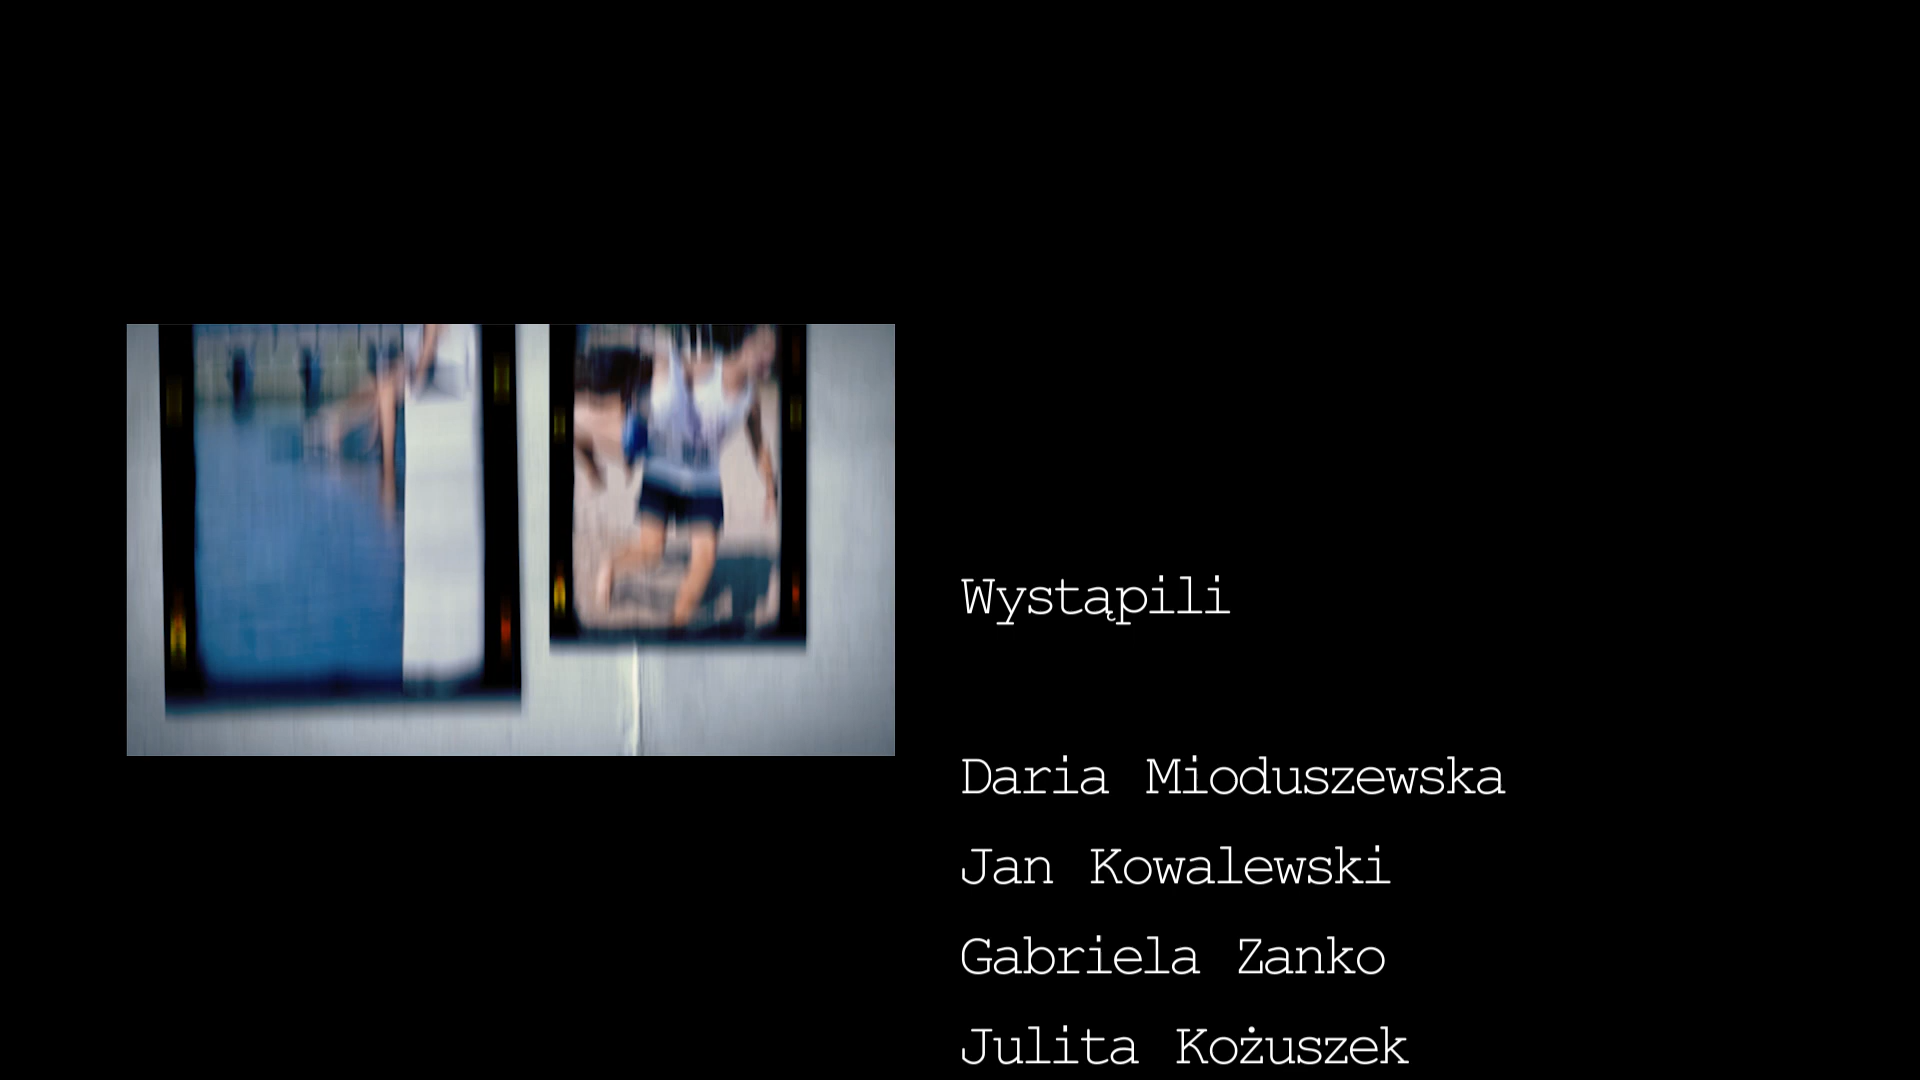 Wystąpili
Daria Mioduszewska
Jan Kowalewski
Gabriela Zanko
Julita Kożuszek